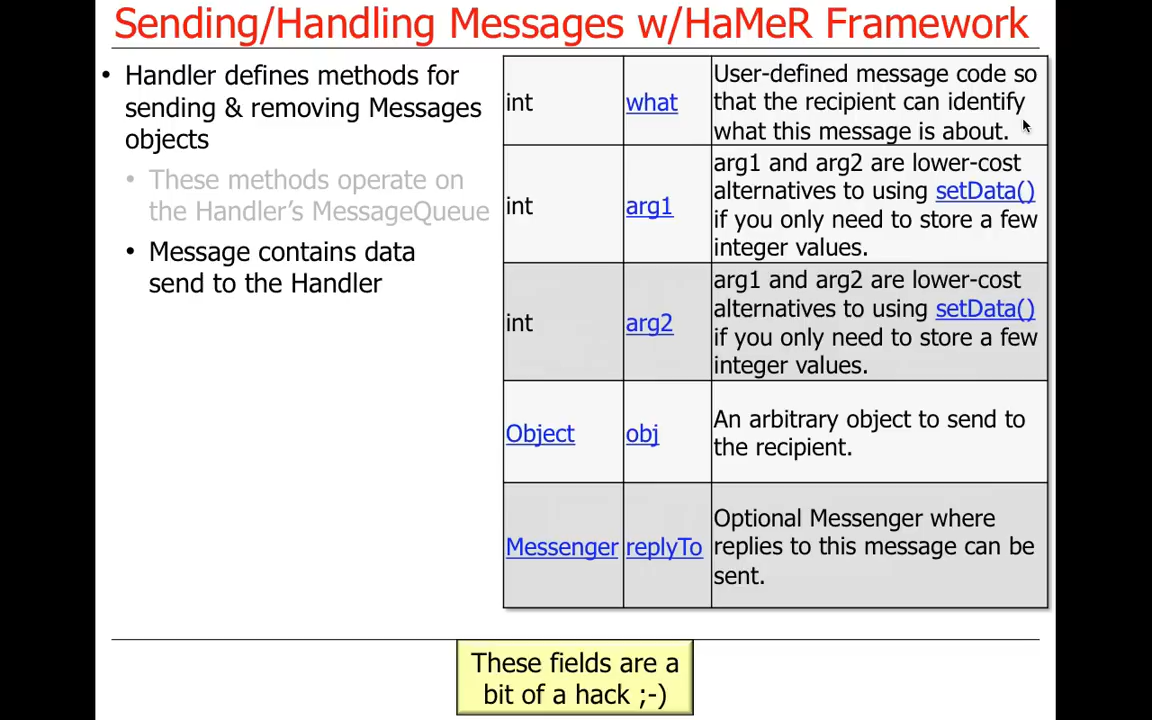 Sending/Handling Messages w/HaMeR Framework
• Handler defines methods for
sending & removing Messages
objects
• These methods operate on
the Handler's MessageQueue
• Message contains data
send to the Handler
int
what
User-defined message code so
that the recipient can identify
what this message is about.
int
arg1
arg1 and arg2 are lower-cost
alternatives to using setData()
if you only need to store a few
integer values.
int
arg2
arg1 and arg2 are lower-cost
alternatives to using setData()
if you only need to store a few
integer values.
Object
obj
An arbitrary object to send to
the recipient.
Messenger
replyTo
Optional Messenger where
replies to this message can be
sent.
These fields are a
bit of a hack ;-)